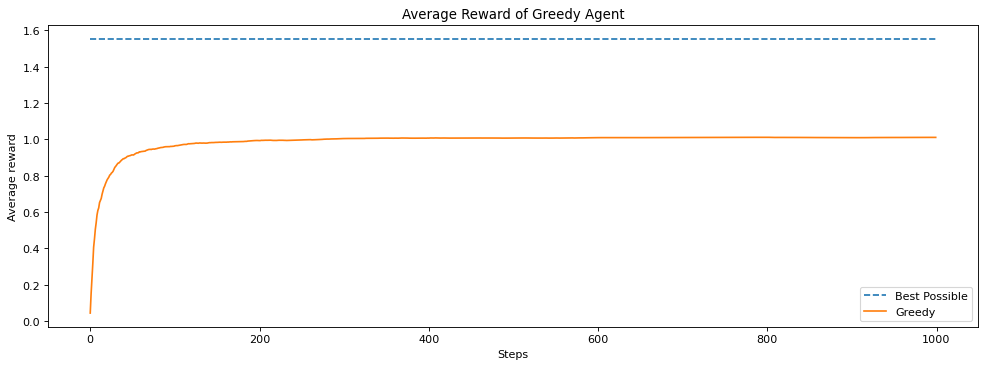 Average Reward of Greedy Agent
1.6
1.4
1.2
1.0
0.8
0.6
0.4
0.2
0.0
Average reward
0 200 400 600 800 1000
Steps
Best Possible
Greedy